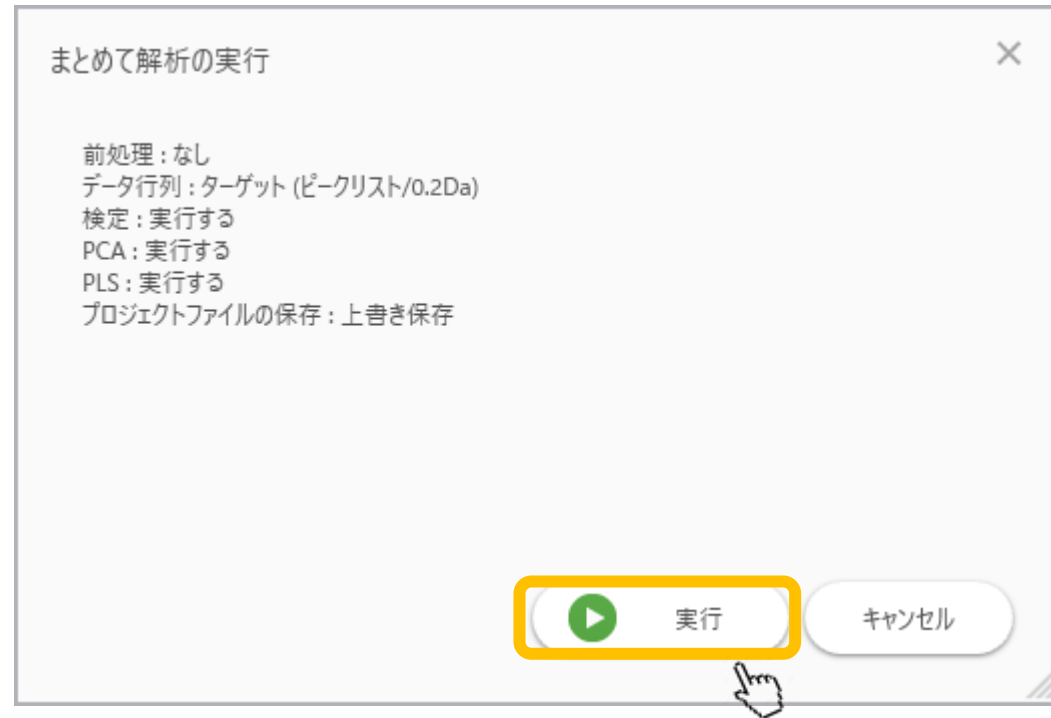 まとめて解析の実行
前処理 : なし
データ行列 : ターゲット (ピークリスト/0.2Da)
検定 : 実行する
PCA : 実行する
PLS : 実行する
プロジェクトファイルの保存 : 上書き保存
実行
キャンセル